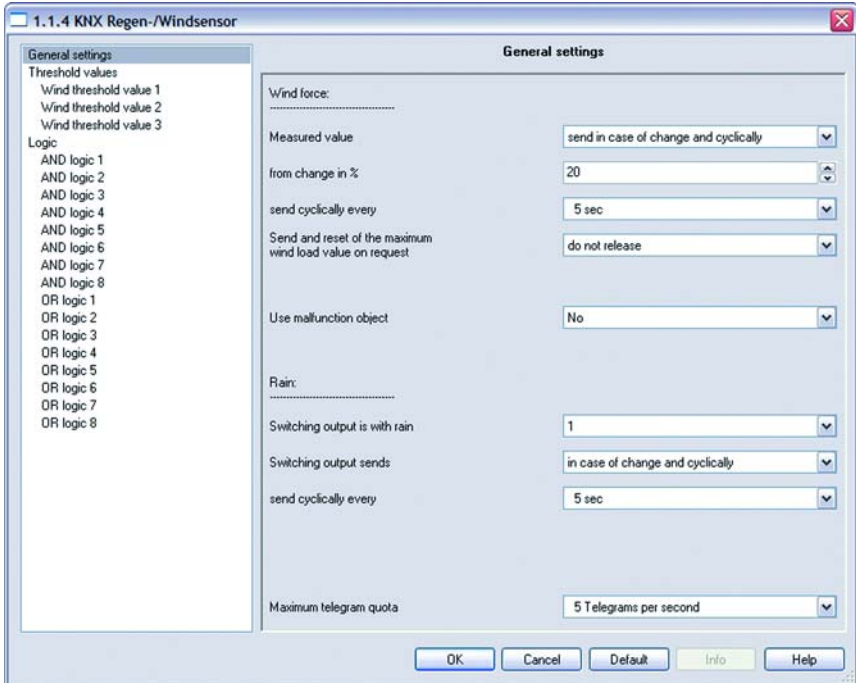 1.1.4 KNX Regen-/Windsensor
General settings
Threshold values
Wind threshold value 1
Wind threshold value 2
Wind threshold value 3
Logic
AND logic 1
AND logic 2
AND logic 3
AND logic 4
AND logic 5
AND logic 6
AND logic 7
AND logic 8
OR logic 1
OR logic 2
OR logic 3
OR logic 4
OR logic 5
OR logic 6
OR logic 7
OR logic 8
General settings
Wind force:
Measured value send in case of change and cyclically
from change in % 20
send cyclically every 5 sec
Send and reset of the maximum
wind load value on request do not release
Use malfunction object No
Rain:
Switching output is with rain 1
Switching output sends in case of change and cyclically
send cyclically every 5 sec
Maximum telegram quota 5 Telegrams per second
OK Cancel Default Info Help